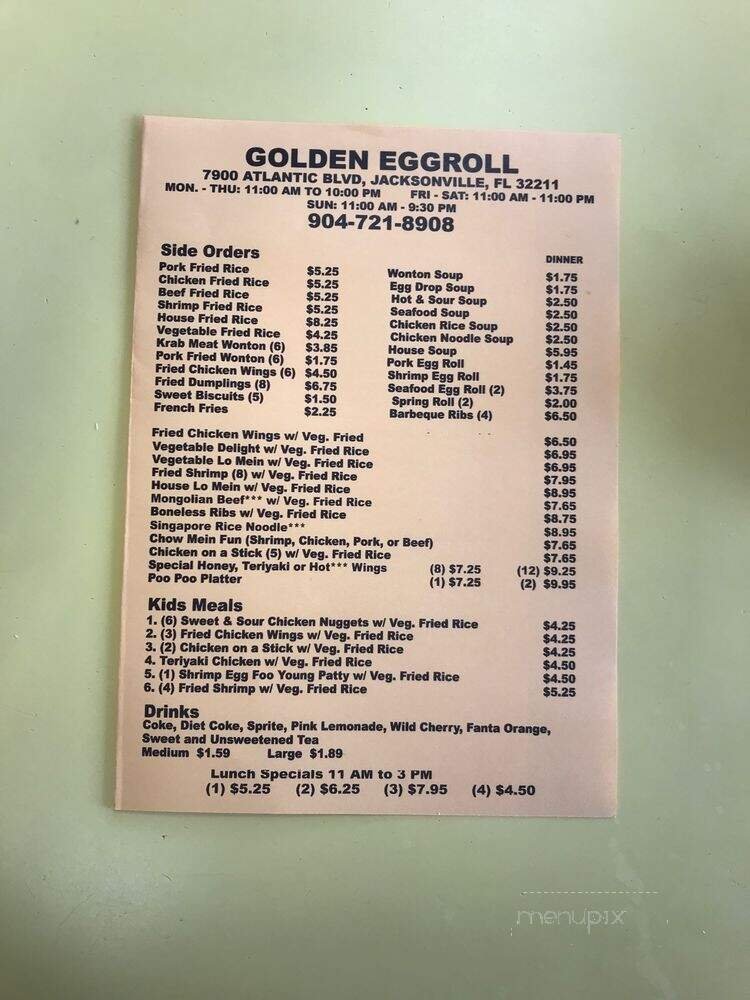 GOLDEN EGGROLL
7900 ATLANTIC BLVD, JACKSONVILLE, FL 32211
MON. - THU: 11:00 AM TO 10:00 PM FRI - SAT: 11:00 AM - 11:00 PM
SUN: 11:00 AM - 9:30 PM
904-721-8908
Side Orders
Pork Fried Rice $5.25
Chicken Fried Rice $5.25
Beef Fried Rice $5.25
Shrimp Fried Rice $5.25
House Fried Rice $8.25
Vegetable Fried Rice $4.25
Krab Meat Wonton (6) $3.85
Pork Fried Wonton (6) $1.75
Fried Chicken Wings (6) $4.50
Fried Dumplings (8) $6.75
Sweet Biscuits (5) $1.50
French Fries $2.25
DINNER
Wonton Soup $1.75
Egg Drop Soup $1.75
Hot & Sour Soup $2.50
Seafood Soup $2.50
Chicken Rice Soup $2.50
Chicken Noodle Soup $2.50
House Soup $5.95
Pork Egg Roll $1.45
Shrimp Egg Roll $1.75
Seafood Egg Roll (2) $3.75
Spring Roll (2) $2.00
Barbeque Ribs (4) $6.50
Fried Chicken Wings w/ Veg. Fried $6.50
Vegetable Delight w/ Veg. Fried Rice $6.95
Vegetable Lo Mein w/ Veg. Fried Rice $6.95
Fried Shrimp (8) w/ Veg. Fried Rice $7.95
House Lo Mein w/ Veg. Fried Rice $8.95
Mongolian Beef*** w/ Veg. Fried Rice $7.65
Boneless Ribs w/ Veg. Fried Rice $8.75
Singapore Rice Noodle*** $8.95
Chow Mein Fun (Shrimp, Chicken, Pork, or Beef) $7.65
Chicken on a Stick (5) w/ Veg. Fried Rice $7.65
Special Honey, Teriyaki or Hot*** Wings (8) $7.25 (12) $9.25
Poo Poo Platter (1) $7.25 (2) $9.95
Kids Meals
1. (6) Sweet & Sour Chicken Nuggets w/ Veg. Fried Rice $4.25
2. (3) Fried Chicken Wings w/ Veg. Fried Rice $4.25
3. (2) Chicken on a Stick w/ Veg. Fried Rice $4.25
4. Teriyaki Chicken w/ Veg. Fried Rice $4.50
5. (1) Shrimp Egg Foo Young Patty w/ Veg. Fried Rice $4.50
6. (4) Fried Shrimp w/ Veg. Fried Rice $5.25
Drinks
Coke, Diet Coke, Sprite, Pink Lemonade, Wild Cherry, Fanta Orange,
Sweet and Unsweetened Tea
Medium $1.59 Large $1.89
Lunch Specials 11 AM to 3 PM
(1) $5.25 (2) $6.25 (3) $7.95 (4) $4.50
menupix